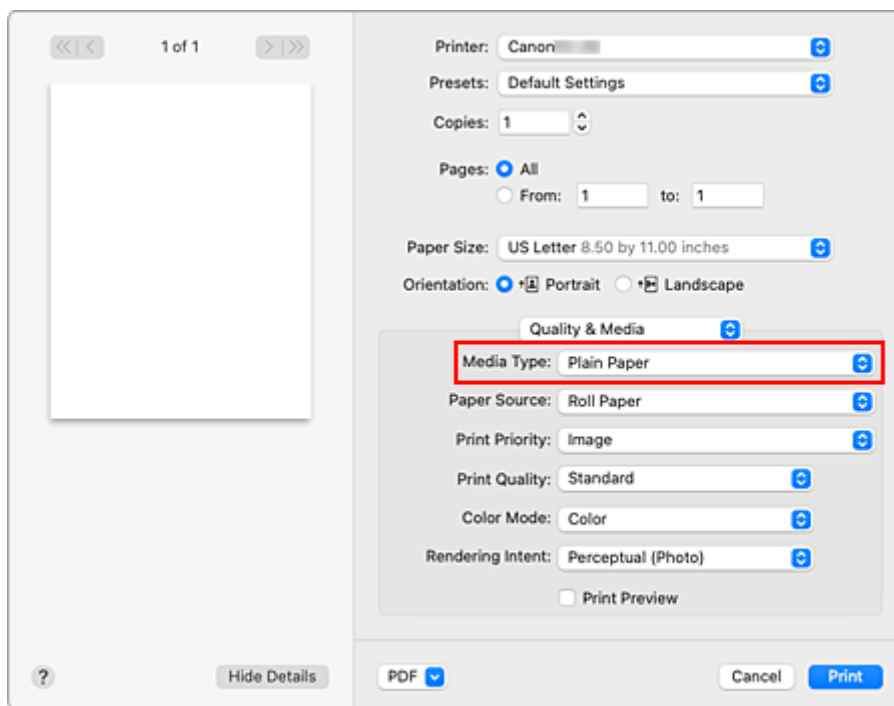 1 of 1
Printer: Canon
Presets: Default Settings
Copies: 1
Pages: All
From: 1 to: 1
Paper Size: US Letter 8.50 by 11.00 inches
Orientation: Portrait Landscape
Quality & Media
Media Type: Plain Paper
Paper Source: Roll Paper
Print Priority: Image
Print Quality: Standard
Color Mode: Color
Rendering Intent: Perceptual (Photo)
Print Preview
? Hide Details PDF Cancel Print